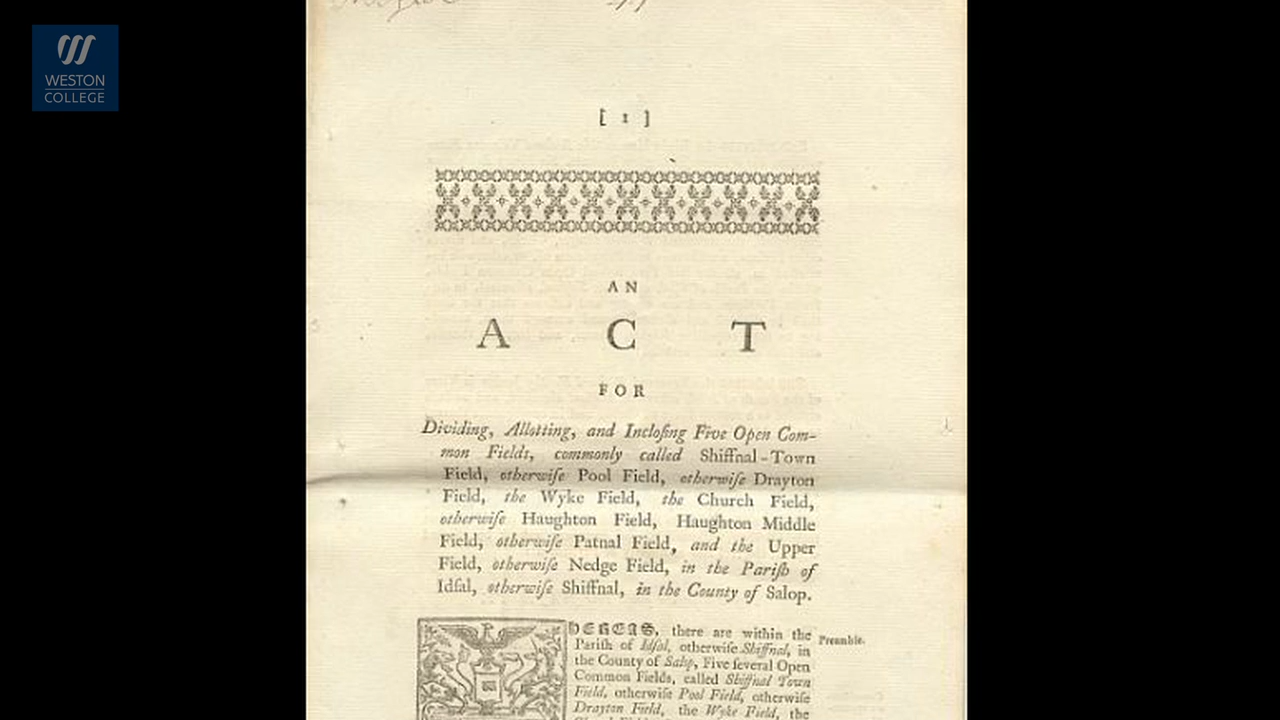 WESTON
COLLEGE
[ 1 ]
AN
ACT
FOR
Dividing, Allotting, and Incloſing Five Open Com-
mon Fields, commonly called Shiffnal-Town
Field, otherwiſe Pool Field, otherwiſe Drayton
Field, the Wyke Field, the Church Field,
otherwiſe Haughton Field, Haughton Middle
Field, otherwiſe Patnal Field, and the Upper
Field, otherwiſe Nedge Field, in the Pariſh of
Idſal, otherwiſe Shiffnal, in the County of Salop.
WHEREAS, there are within the
Preamble.
Pariſh of Idſal, otherwiſe Shiffnal, in
the County of Salop, Five ſeveral Open
Common Fields, called Shiffnal Town
Field, otherwiſe Pool Field, otherwiſe
Drayton Field, the Wyke Field, the